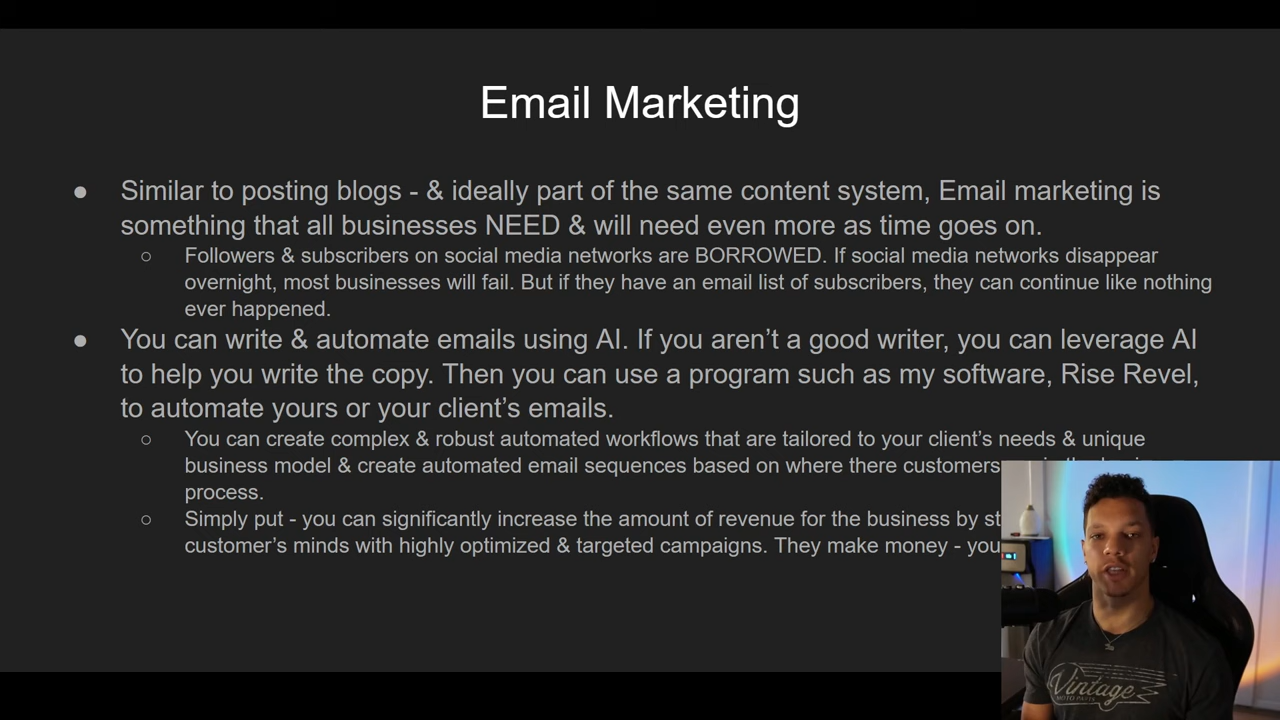 Email Marketing
● Similar to posting blogs - & ideally part of the same content system, Email marketing is
something that all businesses NEED & will need even more as time goes on.
○ Followers & subscribers on social media networks are BORROWED. If social media networks disappear
overnight, most businesses will fail. But if they have an email list of subscribers, they can continue like nothing
ever happened.
● You can write & automate emails using AI. If you aren’t a good writer, you can leverage AI
to help you write the copy. Then you can use a program such as my software, Rise Revel,
to automate yours or your client’s emails.
○ You can create complex & robust automated workflows that are tailored to your client’s needs & unique
business model & create automated email sequences based on where there customers
process.
○ Simply put - you can significantly increase the amount of revenue for the business by st
customer’s minds with highly optimized & targeted campaigns. They make money - you
Vintage
MOTO PARTS